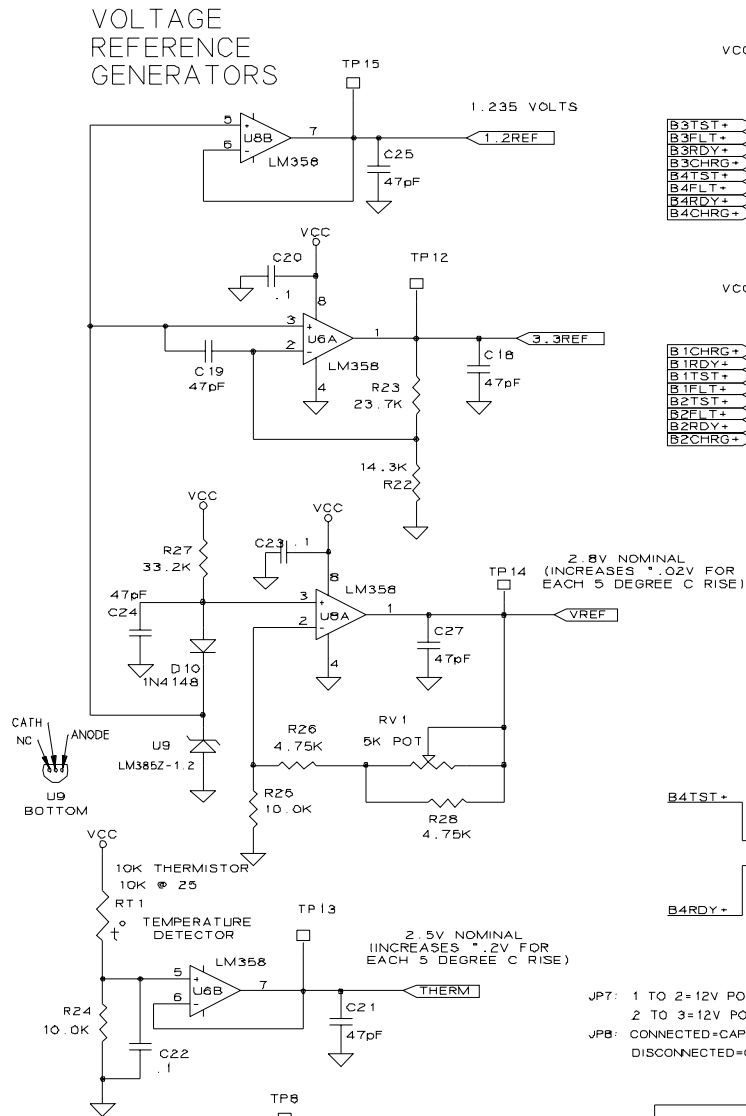 VOLTAGE
REFERENCE
GENERATORS
TP15
1.235 VOLTS
5
6
+
-
U8B
7
LM358
1.2REF
C25
47pF
VCC
C20
.1
TP12
8
3
2
+
-
U6A
1
LM358
4
3.3REF
C18
47pF
C19
47pF
R23
23.7K
14.3K
R22
VCC
R27
33.2K
VCC
C23 .1
8
LM358
3
2
+
-
U8A
1
4
TP14
2.8V NOMINAL
(INCREASES ~.02V FOR
EACH 5 DEGREE C RISE)
VREF
C27
47pF
47pF
C24
D10
1N4148
CATH
NC
ANODE
U9
BOTTOM
U9
LM385Z-1.2
R26
4.75K
RV1
5K POT
R25
10.0K
R28
4.75K
VCC
10K THERMISTOR
10K @ 25
RT1
t°
TEMPERATURE
DETECTOR
TP13
LM358
5
6
+
-
U6B
7
2.5V NOMINAL
(INCREASES ~.2V FOR
EACH 5 DEGREE C RISE)
THERM
C21
47pF
R24
10.0K
C22
.1
TP8
VCC
B3TST+
B3FLT+
B3RDY+
B3CHRG+
B4TST+
B4FLT+
B4RDY+
B4CHRG+
VCC
B1CHRG+
B1RDY+
B1TST+
B1FLT+
B2TST+
B2FLT+
B2RDY+
B2CHRG+
B4TST+
B4RDY+
JP7: 1 TO 2=12V PO
2 TO 3=12V PO
JP8: CONNECTED=CAP
DISCONNECTED=